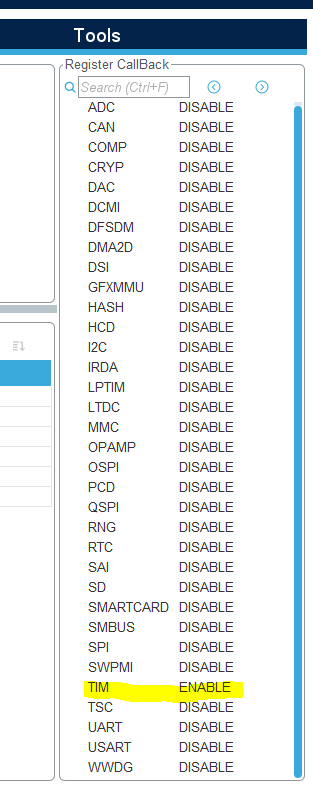 Tools
Register CallBack
Search (Ctrl+F)
ADC DISABLE
CAN DISABLE
COMP DISABLE
CRYP DISABLE
DAC DISABLE
DCMI DISABLE
DFSDM DISABLE
DMA2D DISABLE
DSI DISABLE
GFXMMU DISABLE
HASH DISABLE
HCD DISABLE
I2C DISABLE
IRDA DISABLE
LPTIM DISABLE
LTDC DISABLE
MMC DISABLE
OPAMP DISABLE
OSPI DISABLE
PCD DISABLE
QSPI DISABLE
RNG DISABLE
RTC DISABLE
SAI DISABLE
SD DISABLE
SMARTCARD DISABLE
SMBUS DISABLE
SPI DISABLE
SWPMI DISABLE
TIM ENABLE
TSC DISABLE
UART DISABLE
USART DISABLE
WWDG DISABLE